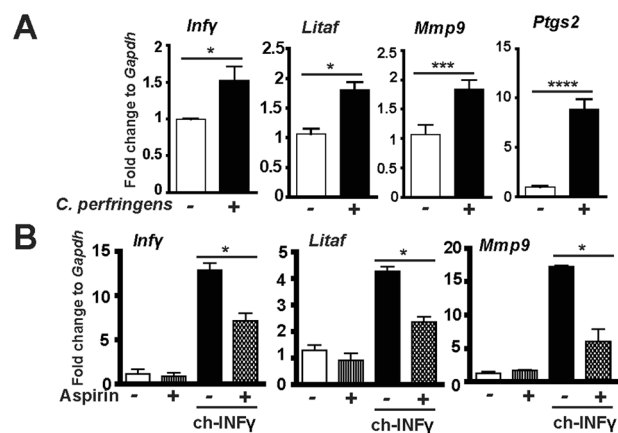 A
Infγ
Litaf
Mmp9
Ptgs2
Fold change to Gapdh
2.0
1.5
1
0.5
*
2.5
2
1.5
1
0.5
0
*
2.5
2
1.5
1
0.5
0
***
15
10
5
0
****
C. perfringens - + - + - + - +
B
Infγ
Litaf
Mmp9
Fold change to Gapdh
15
10
5
0
*
5
4
3
2
1
0
*
20
15
10
5
0
*
Aspirin - + - + - + - + - + - +
ch-INFγ
ch-INFγ
ch-INFγ